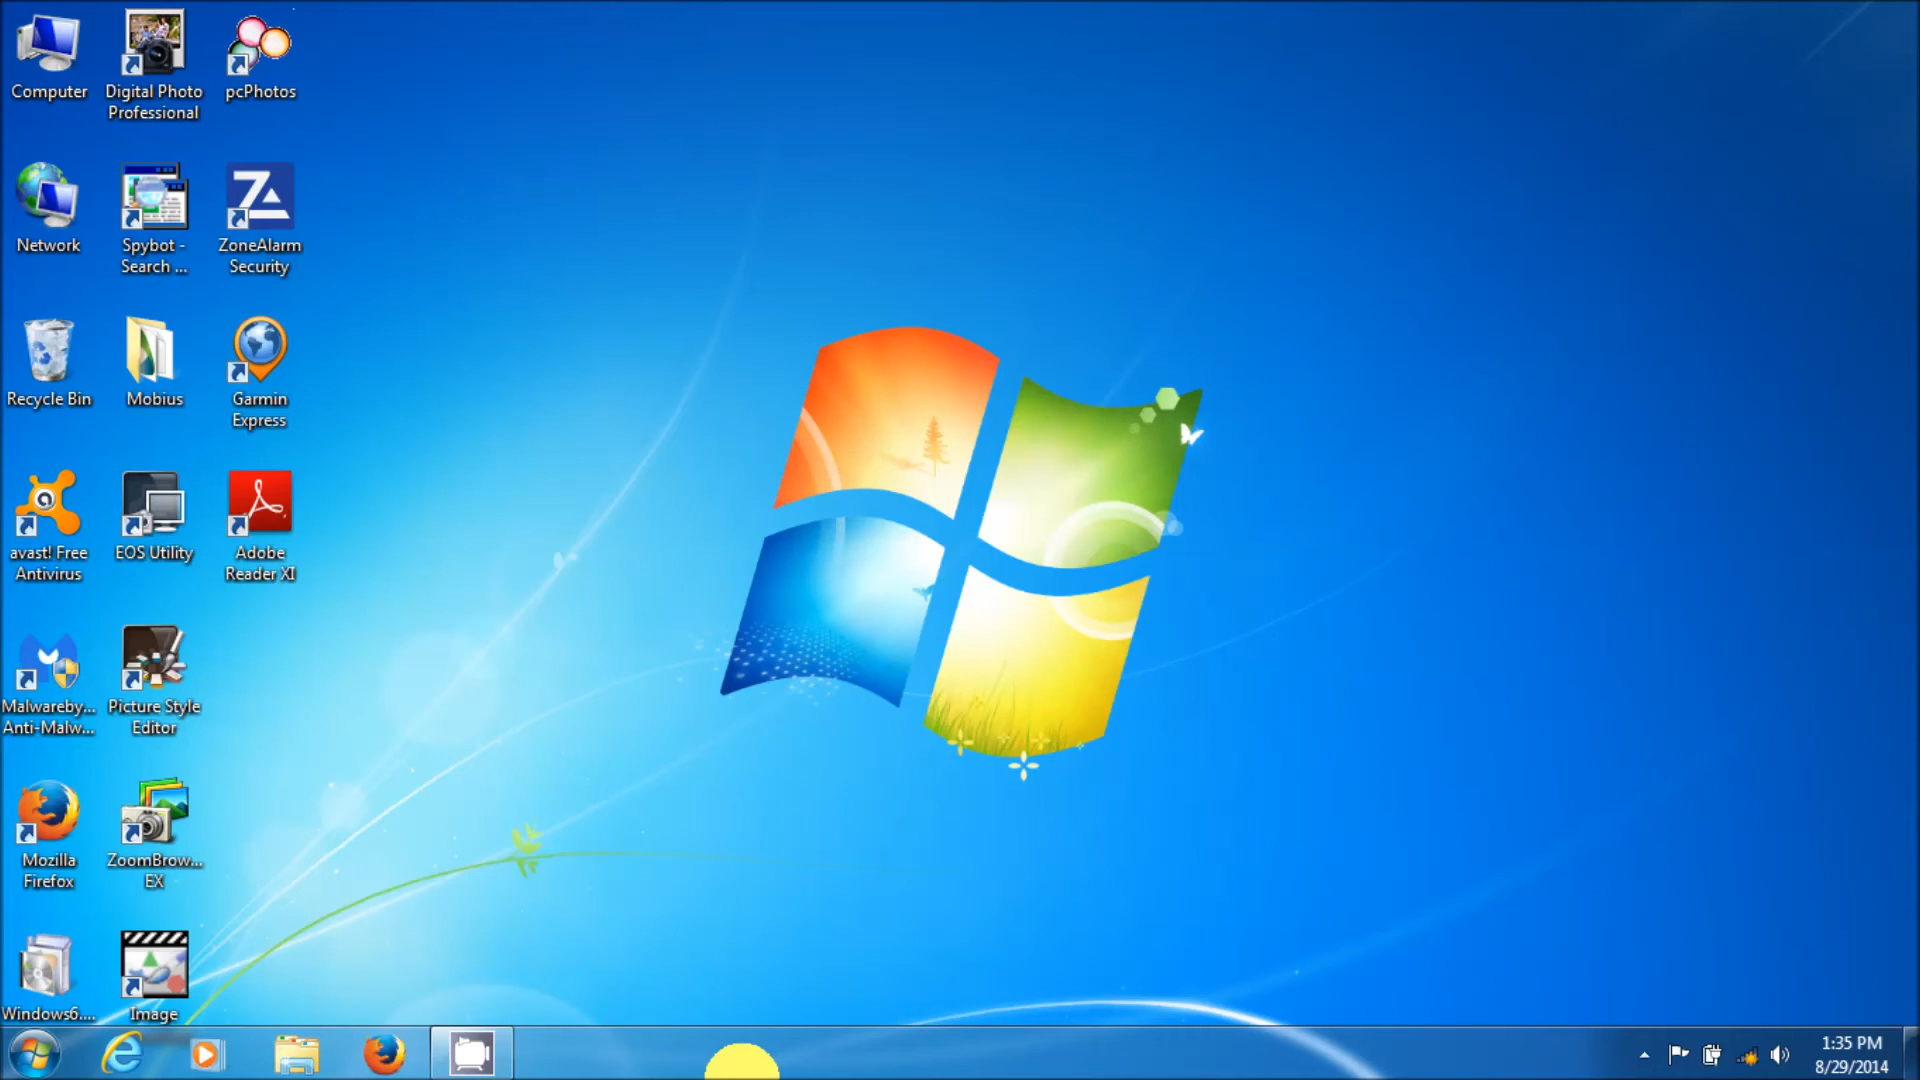 Computer
Digital Photo
Professional
pcPhotos
Network
Spybot -
Search ...
ZoneAlarm
Security
Recycle Bin
Mobius
Garmin
Express
avast! Free
Antivirus
EOS Utility
Adobe
Reader XI
Malwareby...
Anti-Malw...
Picture Style
Editor
Mozilla
Firefox
ZoomBrow...
EX
Windows6....
Image
1:35 PM
8/29/2014